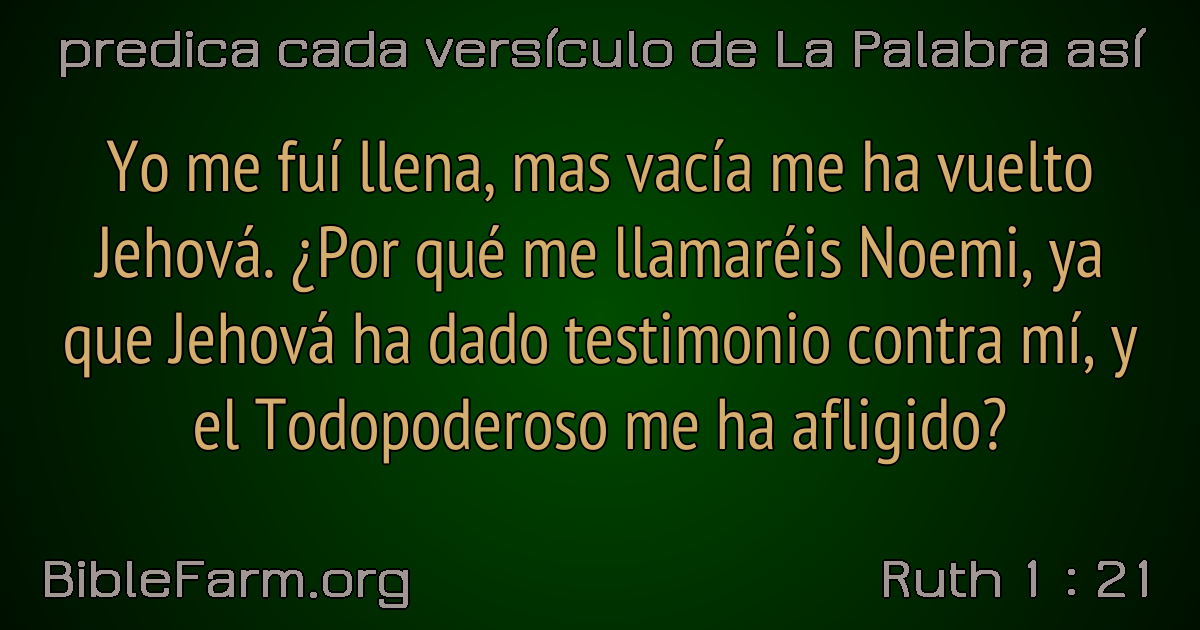 predica cada versículo de La Palabra así
Yo me fuí llena, mas vacía me ha vuelto
Jehová. ¿Por qué me llamaréis Noemi, ya
que Jehová ha dado testimonio contra mí, y
el Todopoderoso me ha afligido?
BibleFarm.org
Ruth 1 : 21